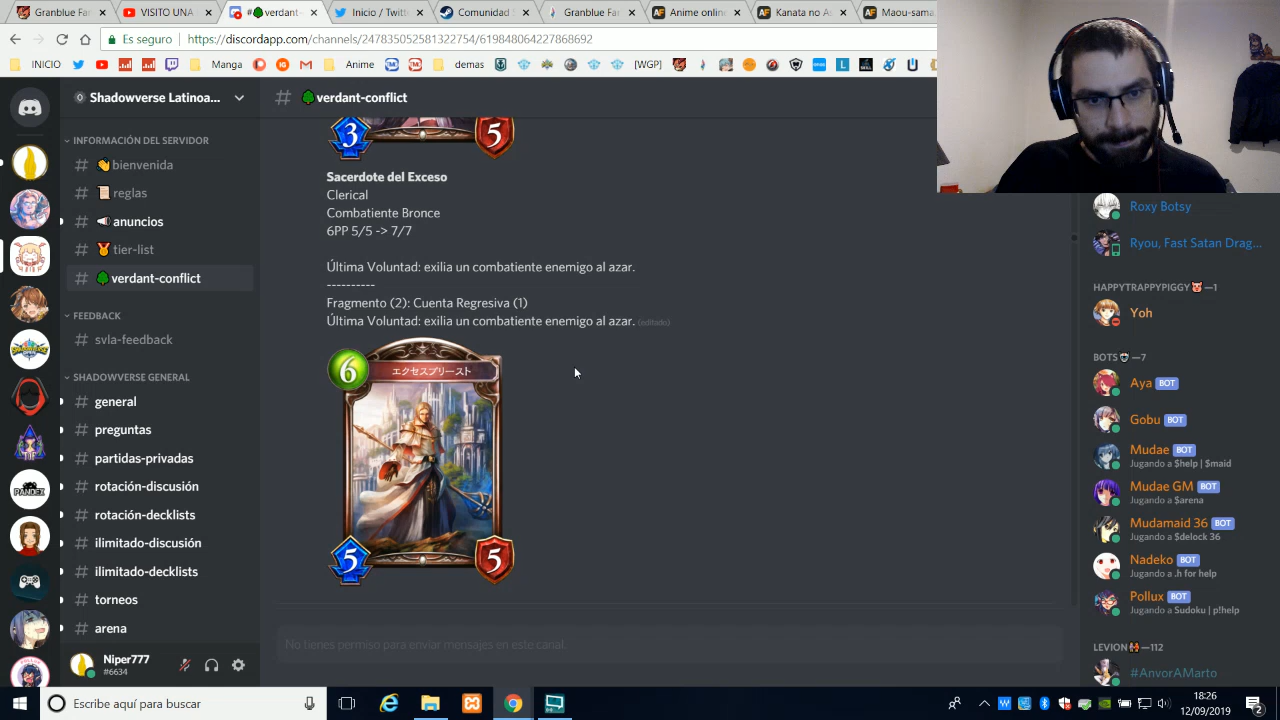 Granblue Fan
VISITO UNA
#verdant-
Inicio / Twitte
Comunidad
Granblue Fan
Anime online
Kanata no As
Maou-sama
Es seguro
https://discordapp.com/channels/247835052581322754/619848064227868692
INICIO
Manga
Anime
demas
[WGP]
Shadowverse Latinoa...
# verdant-conflict
INFORMACIÓN DEL SERVIDOR
# bienvenida
# reglas
# anuncios
# tier-list
# verdant-conflict
FEEDBACK
# svla-feedback
SHADOWVERSE GENERAL
# general
# preguntas
# partidas-privadas
# rotación-discusión
# rotación-decklists
# ilimitado-discusión
# ilimitado-decklists
# torneos
# arena
PANDEX
Niper777
#6634
3
5
Sacerdote del Exceso
Clerical
Combatiente Bronce
6PP 5/5 -> 7/7
Última Voluntad: exilia un combatiente enemigo al azar.
----------
Fragmento (2): Cuenta Regresiva (1)
Última Voluntad: exilia un combatiente enemigo al azar. (editado)
6
エクセスプリースト
5
5
No tienes permiso para enviar mensajes en este canal.
Roxy Botsy
Ryou, Fast Satan Drag...
HAPPYTRAPPYPIGGY —1
Yoh
BOTS —7
Aya BOT
Gobu BOT
Mudae BOT
Jugando a $help | $maid
Mudae GM BOT
Jugando a $arena
Mudamaid 36 BOT
Jugando a $delock 36
Nadeko BOT
Jugando a .h for help
Pollux BOT
Jugando a Sudoku | p!help
LEVION —112
#AnvorAMarto
Escribe aquí para buscar
18:26
12/09/2019
2